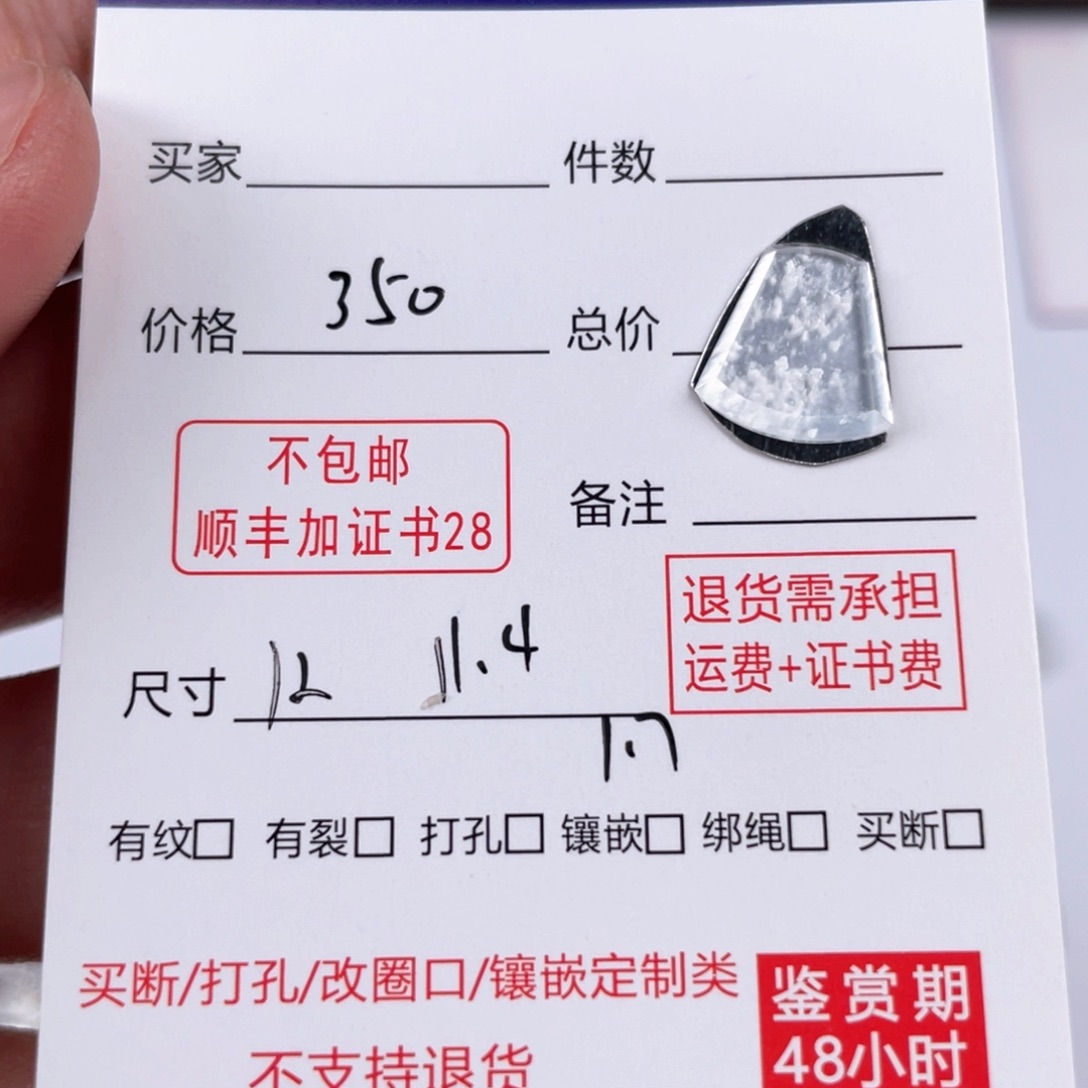 买家 件数
价格 350 总价
不包邮
顺丰加证书28
备注
退货需承担
运费+证书费
尺寸 12 11.4
1.7
有纹□ 有裂□ 打孔□ 镶嵌□ 绑绳□ 买断□
买断/打孔/改圈口/镶嵌定制类
不支持退货
鉴赏期
48小时